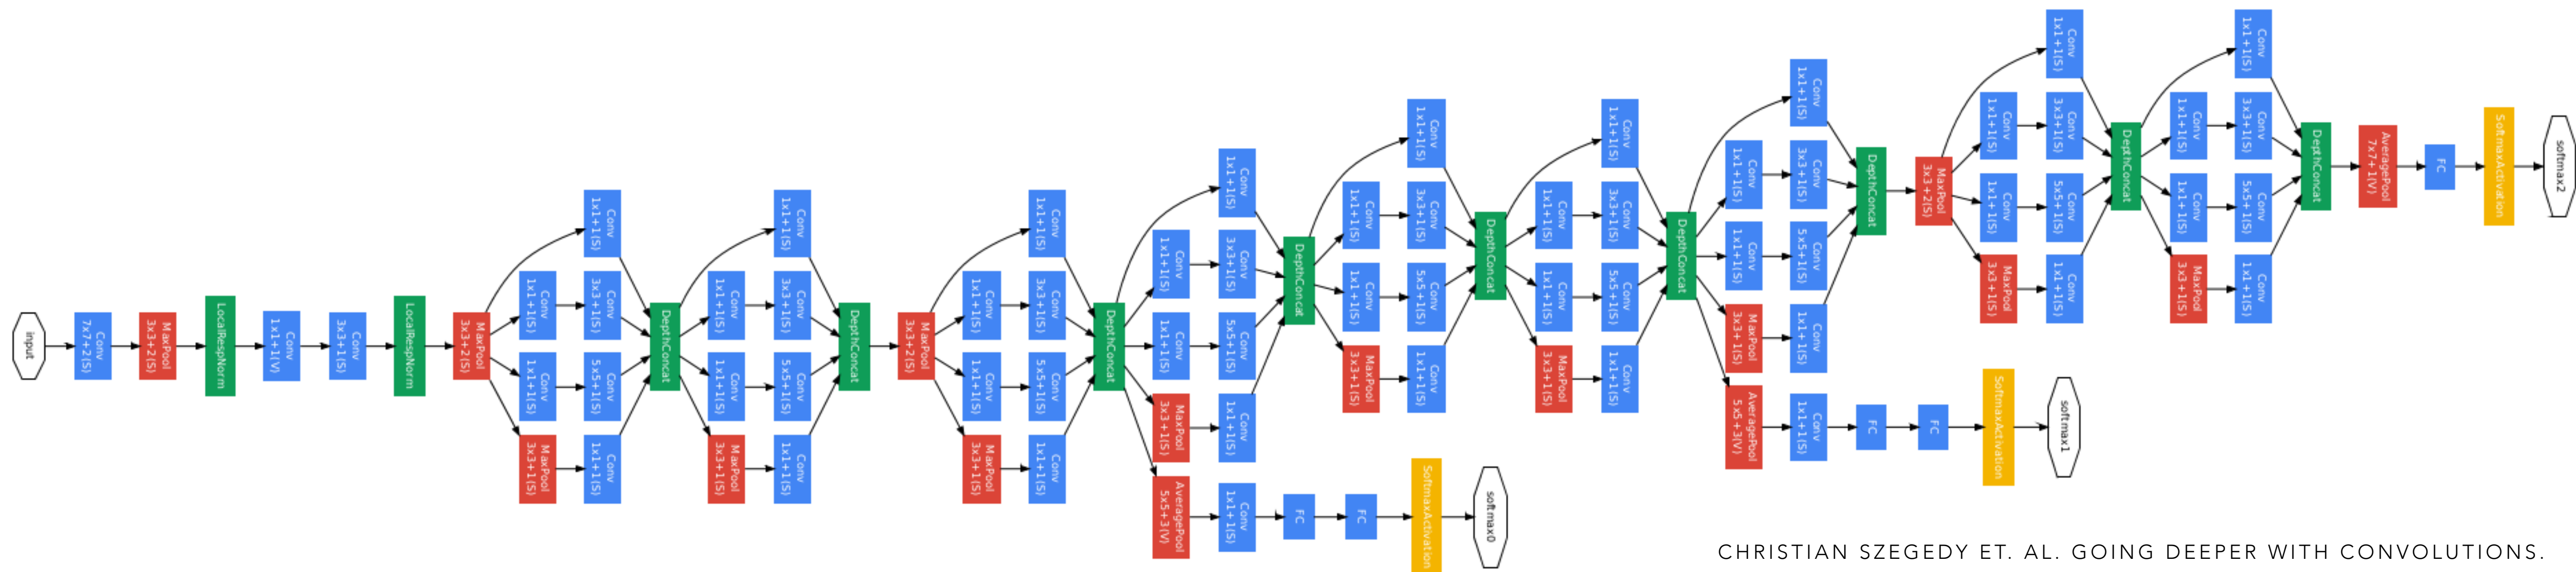 input
Conv
7x7+2(S)
MaxPool
3x3+2(S)
LocalRespNorm
Conv
1x1+1(V)
Conv
3x3+1(S)
LocalRespNorm
MaxPool
3x3+2(S)
Conv
1x1+1(S)
Conv
1x1+1(S)
MaxPool
3x3+1(S)
Conv
1x1+1(S)
Conv
3x3+1(S)
Conv
5x5+1(S)
Conv
1x1+1(S)
DepthConcat
Conv
1x1+1(S)
Conv
1x1+1(S)
MaxPool
3x3+1(S)
Conv
1x1+1(S)
Conv
3x3+1(S)
Conv
5x5+1(S)
Conv
1x1+1(S)
DepthConcat
MaxPool
3x3+2(S)
Conv
1x1+1(S)
Conv
1x1+1(S)
MaxPool
3x3+1(S)
Conv
1x1+1(S)
Conv
3x3+1(S)
Conv
5x5+1(S)
Conv
1x1+1(S)
DepthConcat
Conv
1x1+1(S)
Conv
1x1+1(S)
MaxPool
3x3+1(S)
AveragePool
5x5+3(V)
Conv
1x1+1(S)
Conv
3x3+1(S)
Conv
5x5+1(S)
Conv
1x1+1(S)
Conv
1x1+1(S)
DepthConcat
FC
FC
SoftmaxActivation
softmax0
Conv
1x1+1(S)
Conv
1x1+1(S)
MaxPool
3x3+1(S)
Conv
1x1+1(S)
Conv
3x3+1(S)
Conv
5x5+1(S)
Conv
1x1+1(S)
DepthConcat
Conv
1x1+1(S)
Conv
1x1+1(S)
MaxPool
3x3+1(S)
Conv
1x1+1(S)
Conv
3x3+1(S)
Conv
5x5+1(S)
Conv
1x1+1(S)
DepthConcat
Conv
1x1+1(S)
Conv
1x1+1(S)
MaxPool
3x3+1(S)
AveragePool
5x5+3(V)
Conv
1x1+1(S)
Conv
3x3+1(S)
Conv
5x5+1(S)
Conv
1x1+1(S)
Conv
1x1+1(S)
DepthConcat
FC
FC
SoftmaxActivation
softmax1
MaxPool
3x3+2(S)
Conv
1x1+1(S)
Conv
1x1+1(S)
MaxPool
3x3+1(S)
Conv
1x1+1(S)
Conv
3x3+1(S)
Conv
5x5+1(S)
Conv
1x1+1(S)
DepthConcat
Conv
1x1+1(S)
Conv
1x1+1(S)
MaxPool
3x3+1(S)
Conv
1x1+1(S)
Conv
3x3+1(S)
Conv
5x5+1(S)
Conv
1x1+1(S)
DepthConcat
AveragePool
7x7+1(V)
FC
SoftmaxActivation
softmax2
CHRISTIAN SZEGEDY ET. AL. GOING DEEPER WITH CONVOLUTIONS.